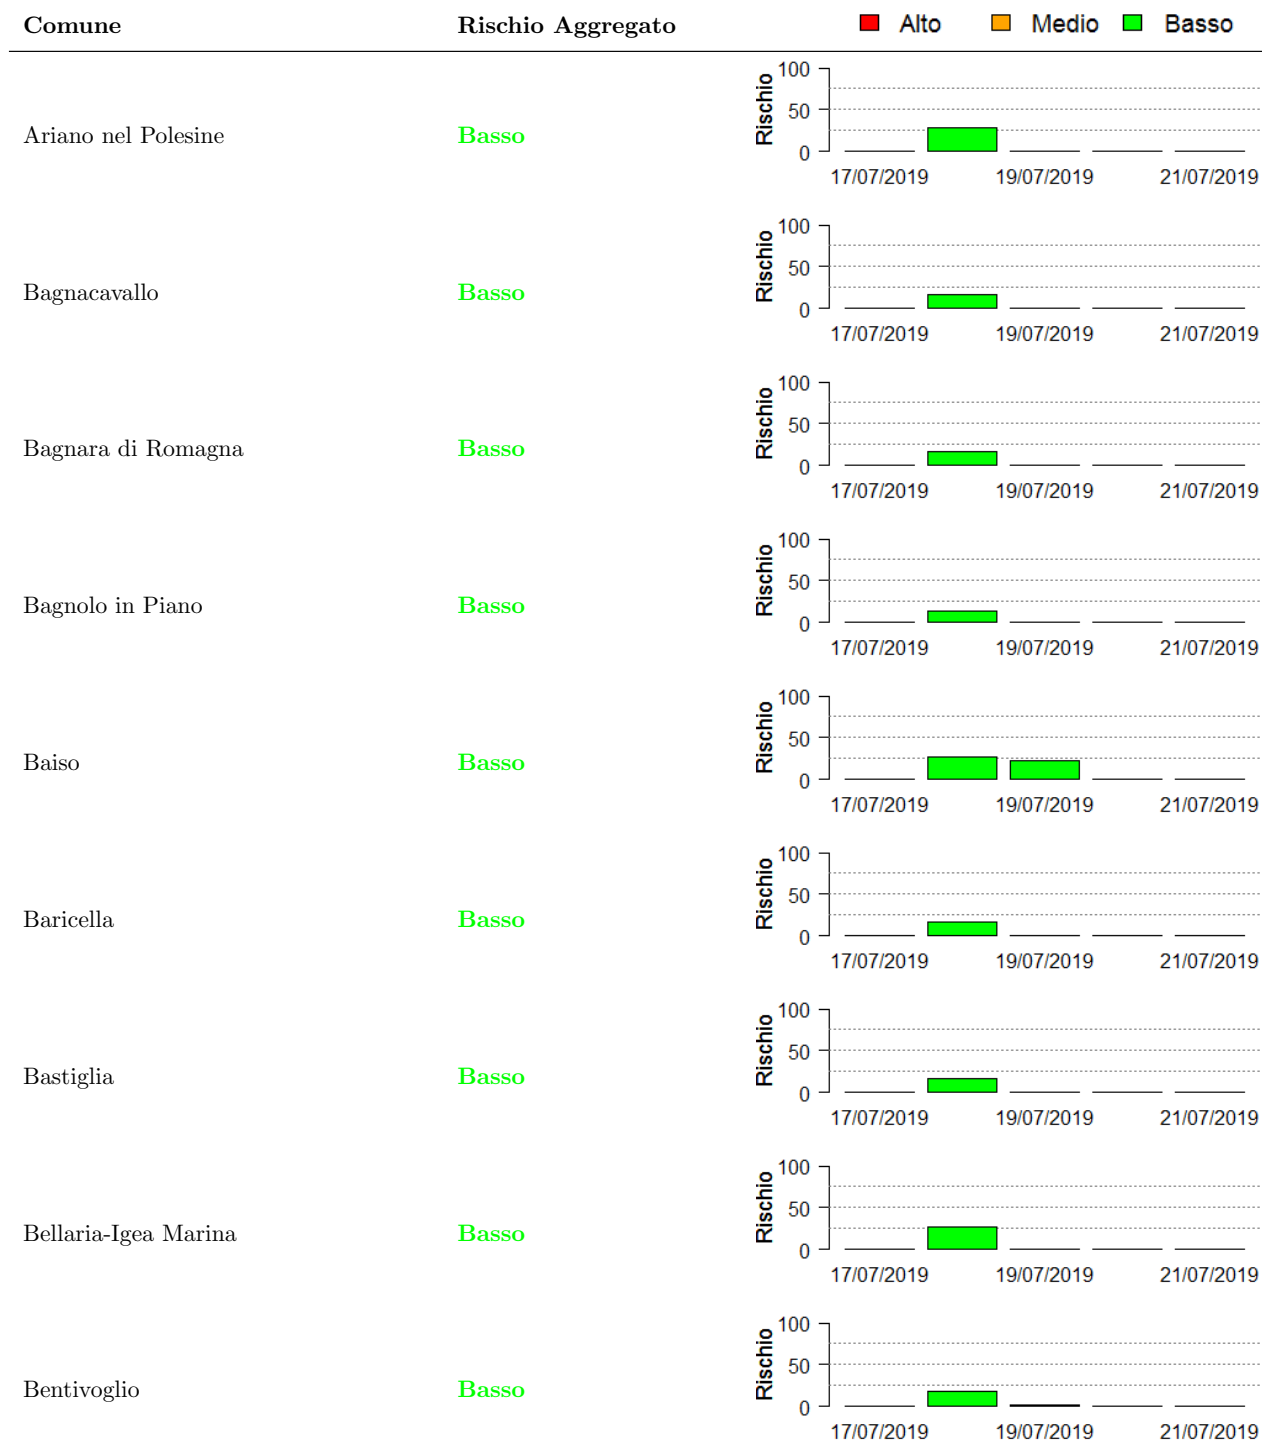 Comune Rischio Aggregato Alto Medio Basso
Ariano nel Polesine Basso
Rischio
100
50
0
17/07/2019 19/07/2019 21/07/2019
Bagnacavallo Basso
Rischio
100
50
0
17/07/2019 19/07/2019 21/07/2019
Bagnara di Romagna Basso
Rischio
100
50
0
17/07/2019 19/07/2019 21/07/2019
Bagnolo in Piano Basso
Rischio
100
50
0
17/07/2019 19/07/2019 21/07/2019
Baiso Basso
Rischio
100
50
0
17/07/2019 19/07/2019 21/07/2019
Baricella Basso
Rischio
100
50
0
17/07/2019 19/07/2019 21/07/2019
Bastiglia Basso
Rischio
100
50
0
17/07/2019 19/07/2019 21/07/2019
Bellaria-Igea Marina Basso
Rischio
100
50
0
17/07/2019 19/07/2019 21/07/2019
Bentivoglio Basso
Rischio
100
50
0
17/07/2019 19/07/2019 21/07/2019